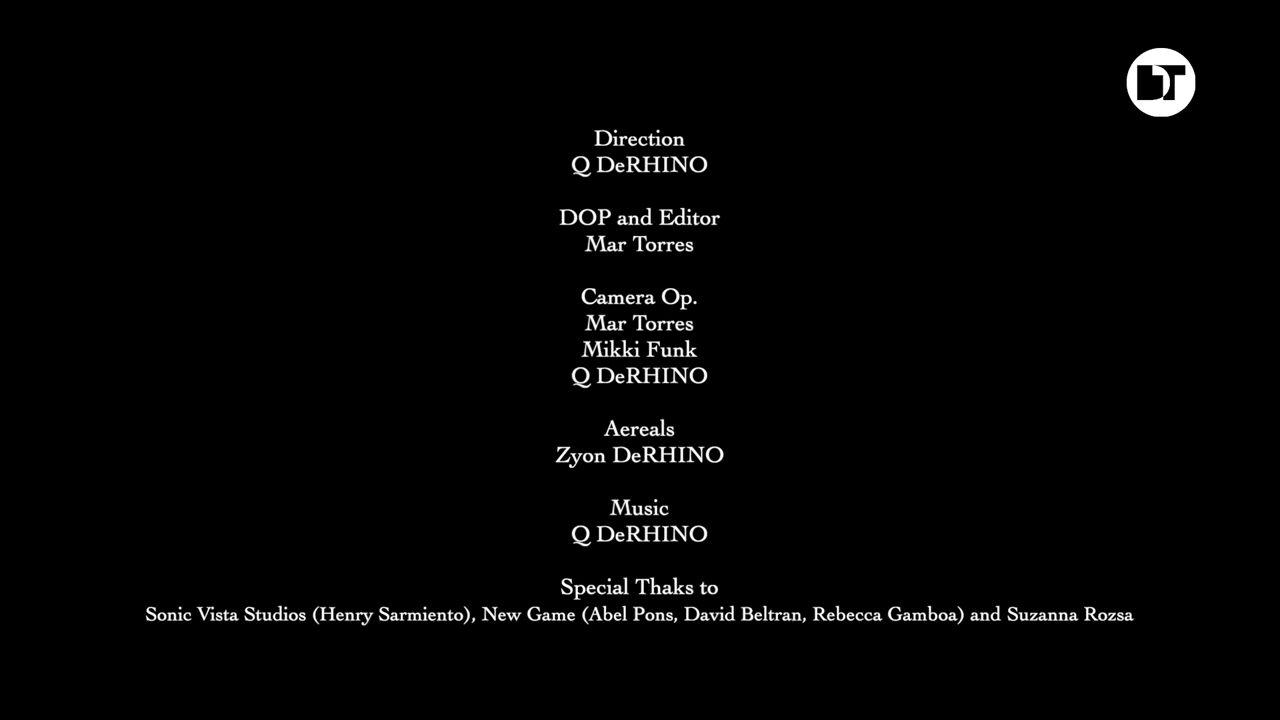 DT
Direction
Q DeRHINO
DOP and Editor
Mar Torres
Camera Op.
Mar Torres
Mikki Funk
Q DeRHINO
Aereals
Zyon DeRHINO
Music
Q DeRHINO
Special Thaks to
Sonic Vista Studios (Henry Sarmiento), New Game (Abel Pons, David Beltran, Rebecca Gamboa) and Suzanna Rozsa